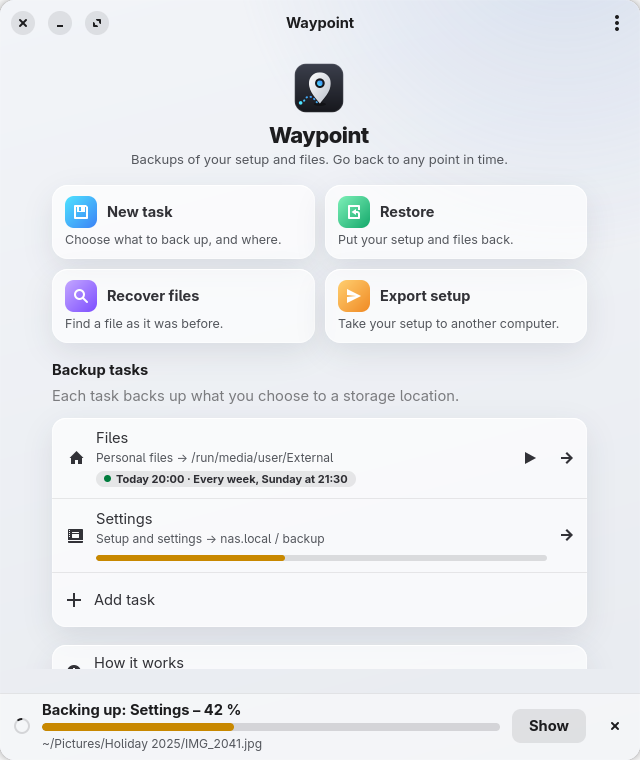 Waypoint
Waypoint
Backups of your setup and files. Go back to any point in time.
New task
Choose what to back up, and where.
Restore
Put your setup and files back.
Recover files
Find a file as it was before.
Export setup
Take your setup to another computer.
Backup tasks
Each task backs up what you choose to a storage location.
Files
Personal files → /run/media/user/External
Today 20:00 · Every week, Sunday at 21:30
Settings
Setup and settings → nas.local / backup
Add task
How it works
Backing up: Settings – 42 %
~/Pictures/Holiday 2025/IMG_2041.jpg
Show